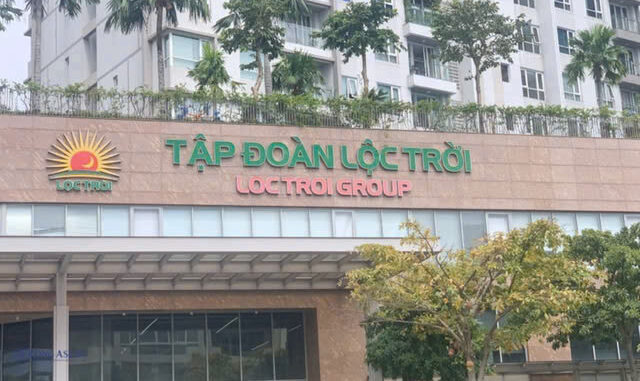 TẬP ĐOÀN LỘC TRỜI
LOC TROI GROUP
LỘC TRỜI